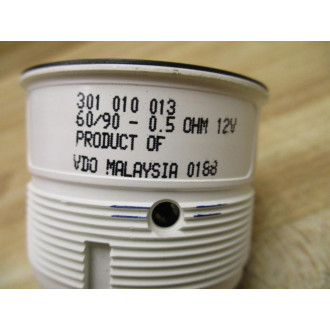 301 010 013
60/90 - 0.5 OHM 12V
PRODUCT OF
VDO MALAYSIA 0188